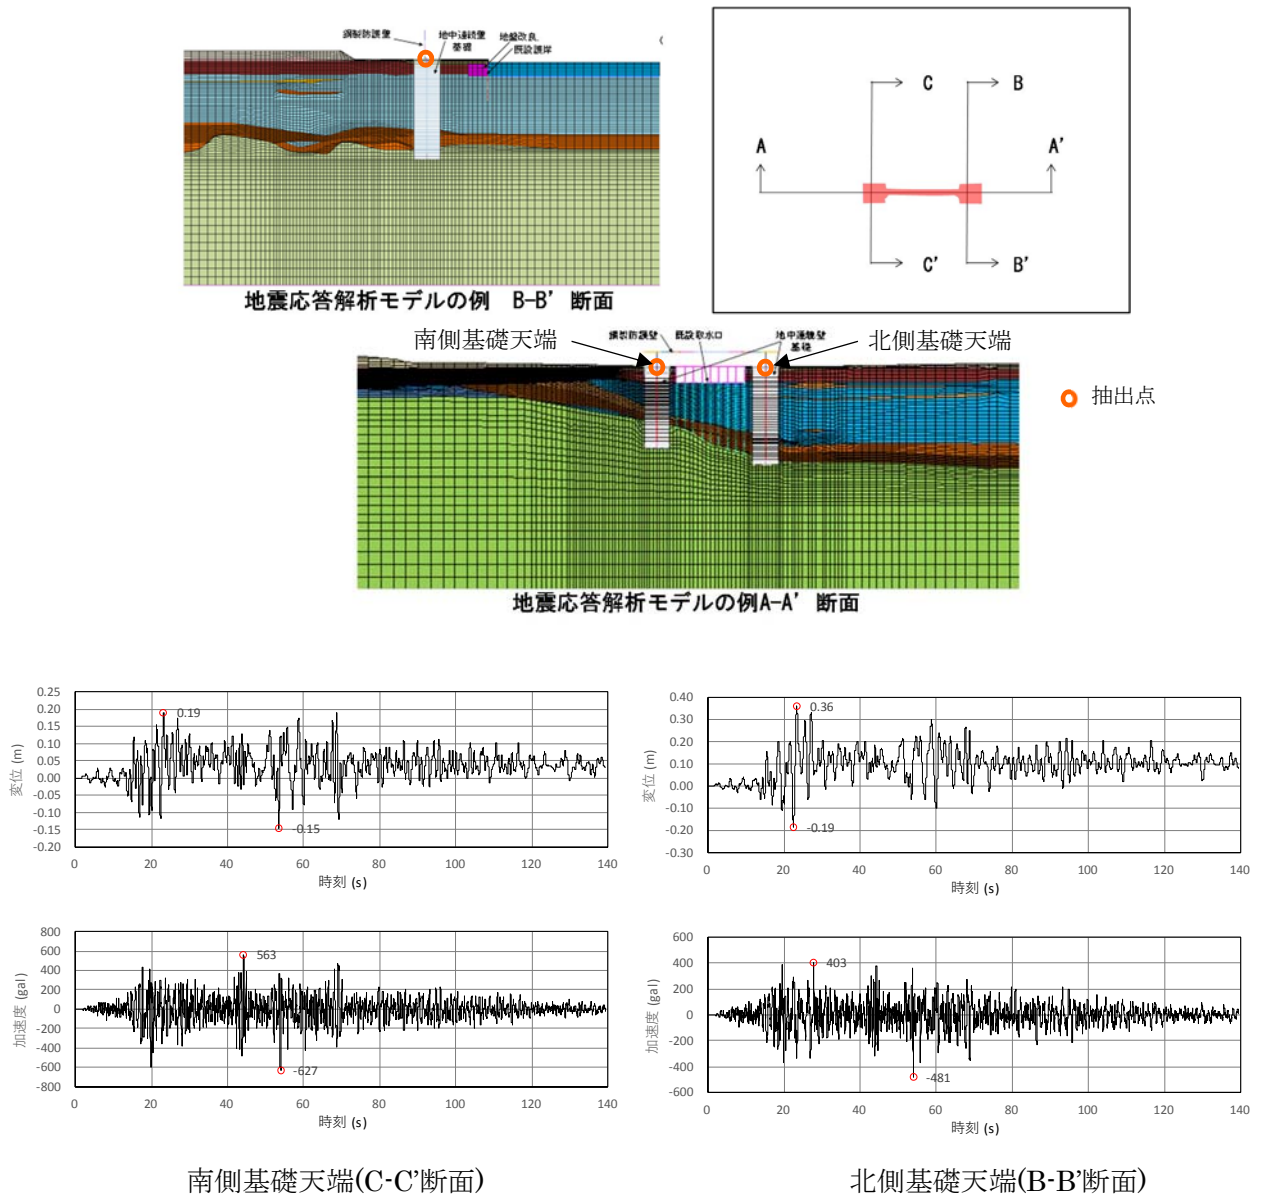 鋼製防護壁
地中連続壁
基礎
地盤改良
既設護岸
地震応答解析モデルの例 B-B’ 断面
C
B
A
A’
C’
B’
南側基礎天端
鋼製防護壁
既設取水口
地中連続壁
基礎
北側基礎天端
抽出点
地震応答解析モデルの例A-A’ 断面
変位 (m)
0.25
0.20
0.15
0.10
0.05
0.00
-0.05
-0.10
-0.15
-0.20
0.19
-0.15
0 20 40 60 80 100 120 140
時刻 (s)
変位 (m)
0.40
0.30
0.20
0.10
0.00
-0.10
-0.20
-0.30
0.36
-0.19
0 20 40 60 80 100 120 140
時刻 (s)
加速度 (gal)
800
600
400
200
0
-200
-400
-600
-800
563
-627
0 20 40 60 80 100 120 140
時刻 (s)
加速度 (gal)
600
400
200
0
-200
-400
-600
403
-481
0 20 40 60 80 100 120 140
時刻 (s)
南側基礎天端(C-C’断面)
北側基礎天端(B-B’断面)